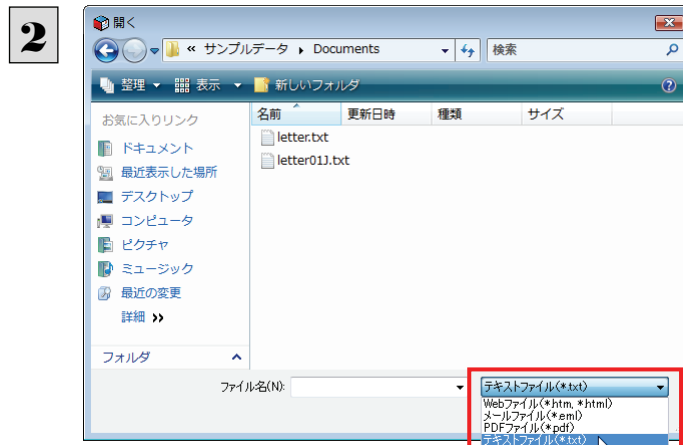 2
開く
« サンプルデータ ▸ Documents
検索
整理 ▼ 表示 ▼ 新しいフォルダ
お気に入りリンク
ドキュメント
最近表示した場所
デスクトップ
コンピュータ
ピクチャ
ミュージック
最近の変更
詳細 »
フォルダ
名前 更新日時 種類 サイズ
letter.txt
letter01J.txt
ファイル名(N):
テキストファイル(*.txt)
Webファイル(*.htm, *.html)
メールファイル(*.eml)
PDFファイル(*.pdf)
テキストファイル(*.txt)